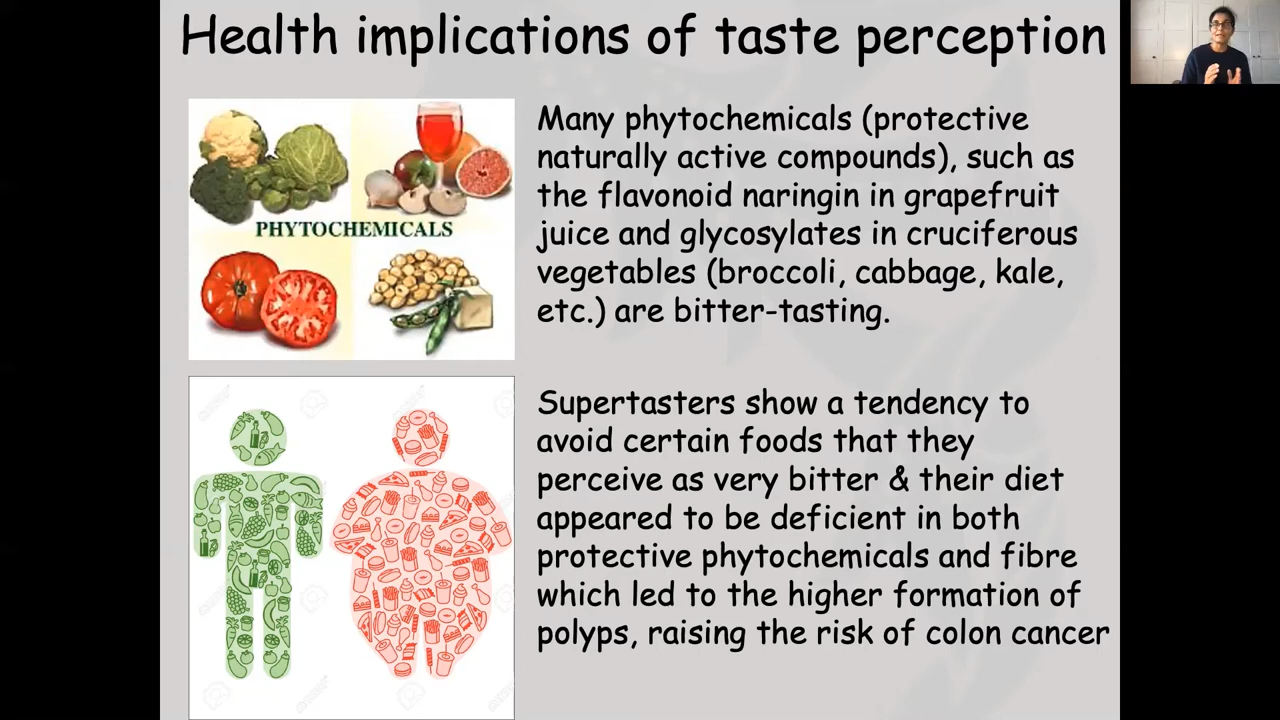 Health implications of taste perception
PHYTOCHEMICALS
Many phytochemicals (protective
naturally active compounds), such as
the flavonoid naringin in grapefruit
juice and glycosylates in cruciferous
vegetables (broccoli, cabbage, kale,
etc.) are bitter-tasting.
Supertasters show a tendency to
avoid certain foods that they
perceive as very bitter & their diet
appeared to be deficient in both
protective phytochemicals and fibre
which led to the higher formation of
polyps, raising the risk of colon cancer